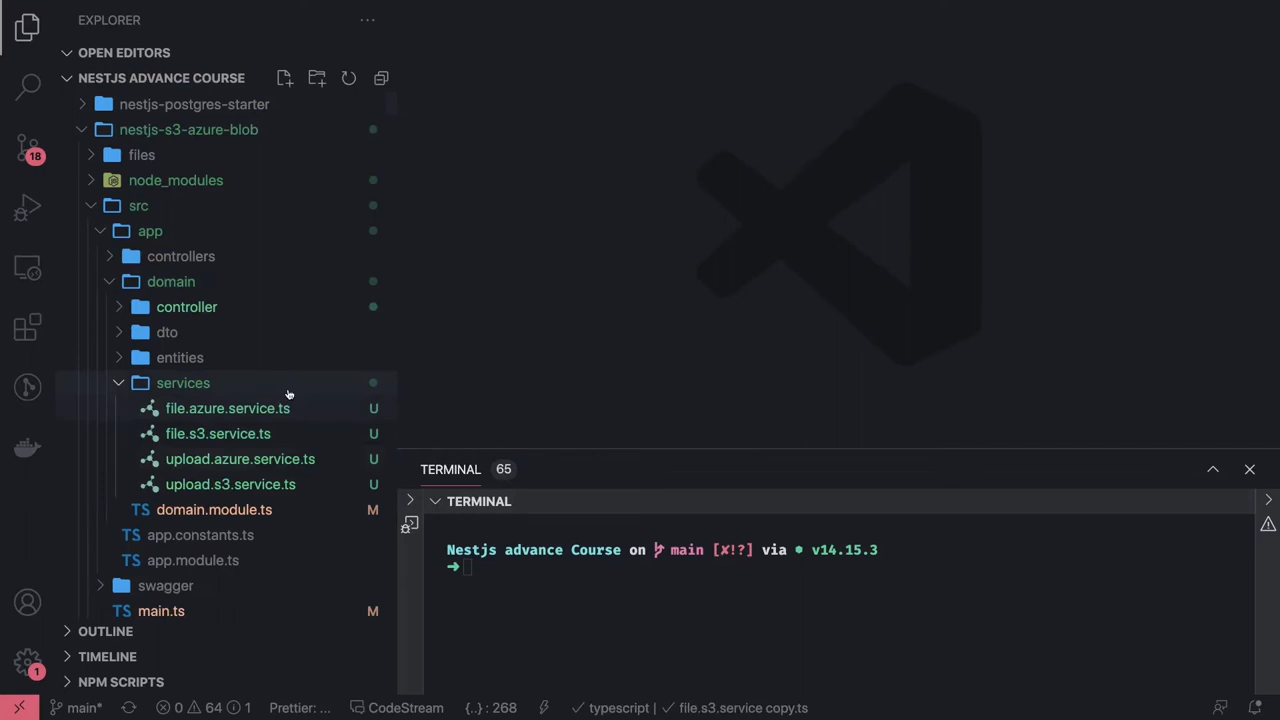 EXPLORER
OPEN EDITORS
NESTJS ADVANCE COURSE
nestjs-postgres-starter
nestjs-s3-azure-blob
files
node_modules
src
app
controllers
domain
controller
dto
entities
services
file.azure.service.ts U
file.s3.service.ts U
upload.azure.service.ts U
upload.s3.service.ts U
TS domain.module.ts M
TS app.constants.ts
TS app.module.ts
swagger
TS main.ts M
OUTLINE
TIMELINE
NPM SCRIPTS
18
1
TERMINAL 65
TERMINAL
Nestjs advance Course on main [✘!?] via v14.15.3
➜
main* 0 64 1 Prettier: ... CodeStream {..} : 268 ✓ typescript | ✓ file.s3.service copy.ts